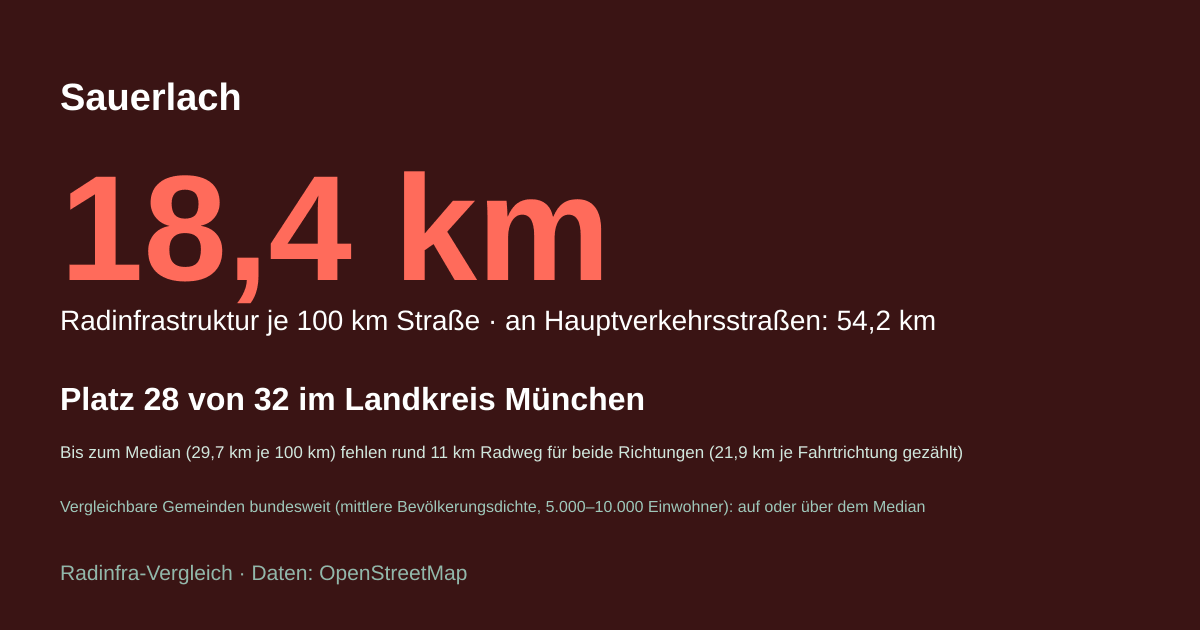 Sauerlach
18,4 km
Radinfrastruktur je 100 km Straße · an Hauptverkehrsstraßen: 54,2 km
Platz 28 von 32 im Landkreis München
Bis zum Median (29,7 km je 100 km) fehlen rund 11 km Radweg für beide Richtungen (21,9 km je Fahrtrichtung gezählt)
Vergleichbare Gemeinden bundesweit (mittlere Bevölkerungsdichte, 5.000–10.000 Einwohner): auf oder über dem Median
Radinfra-Vergleich · Daten: OpenStreetMap